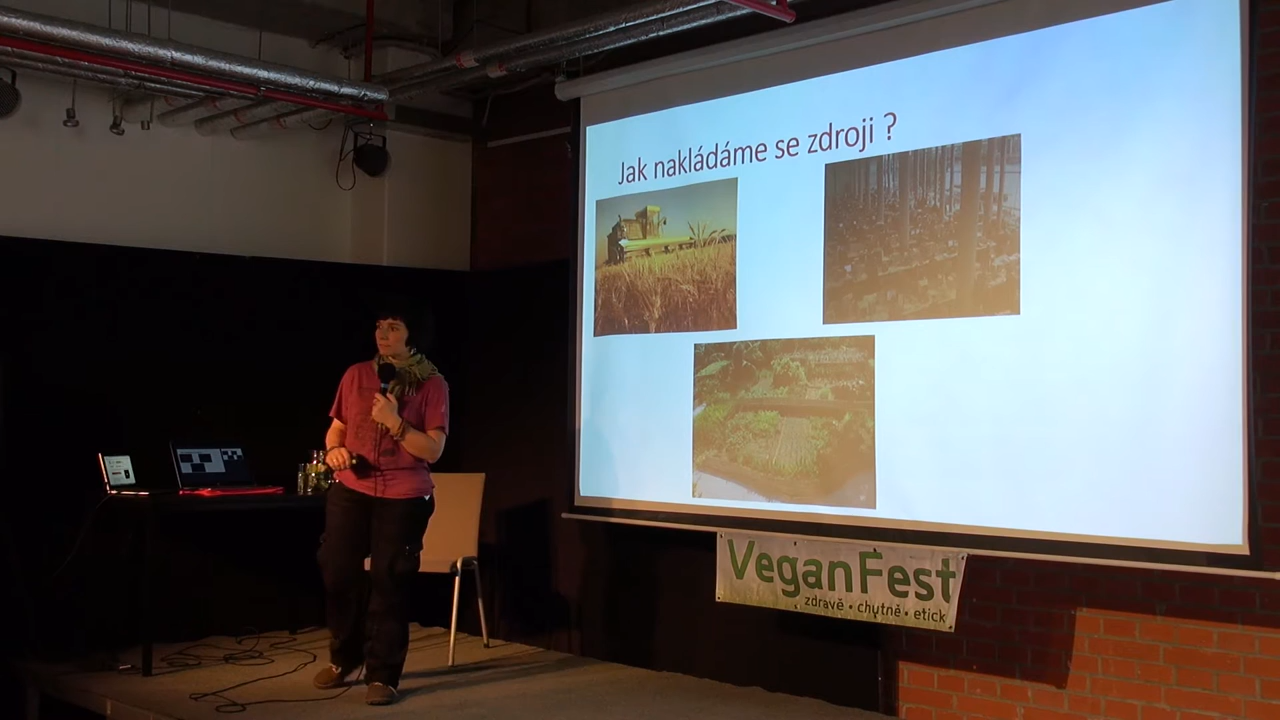 Jak nakládáme se zdroji ?
VeganFest
zdravě • chutně • etick